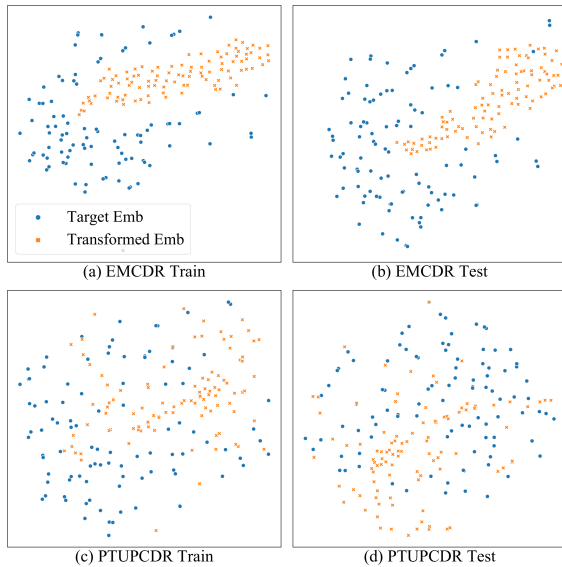 Target Emb
Transformed Emb
(a) EMCDR Train
(b) EMCDR Test
(c) PTUPCDR Train
(d) PTUPCDR Test